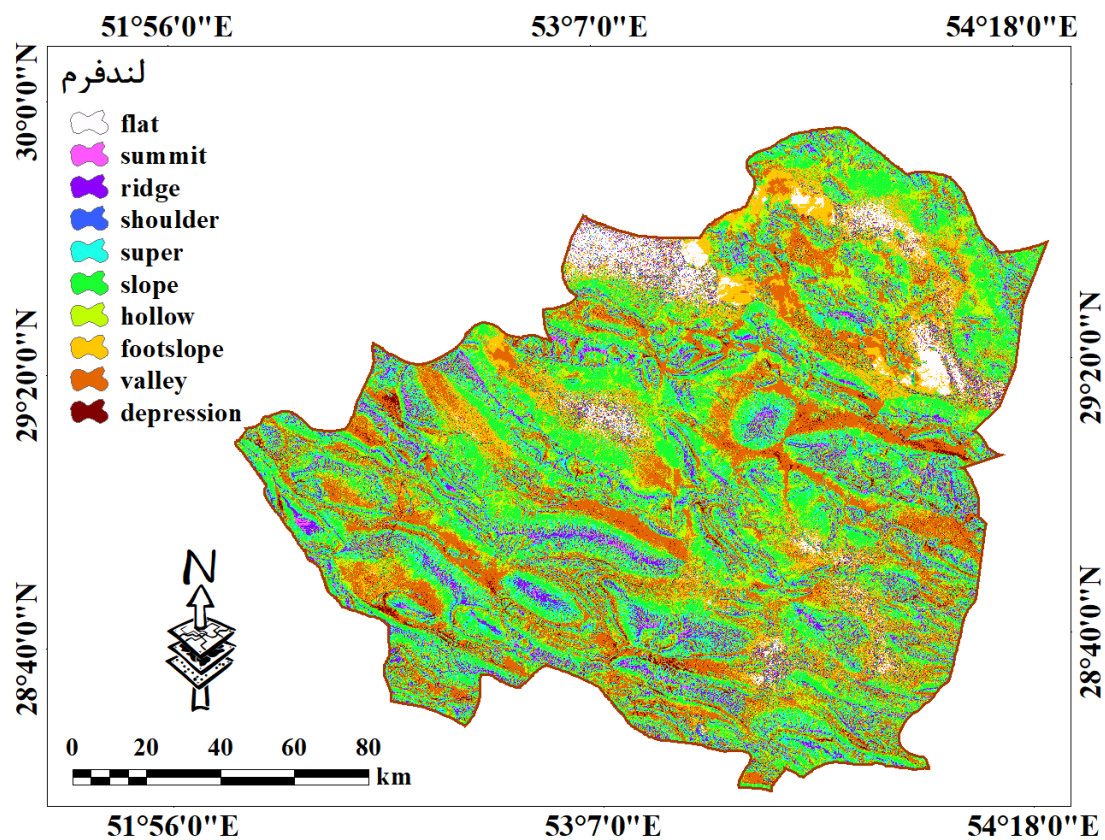 51°56'0"E 53°7'0"E 54°18'0"E
30°0'0"N
29°20'0"N
28°40'0"N
لندفرم
flat
summit
ridge
shoulder
super
slope
hollow
footslope
valley
depression
N
0 20 40 60 80
km
29°20'0"N
28°40'0"N
51°56'0"E 53°7'0"E 54°18'0"E